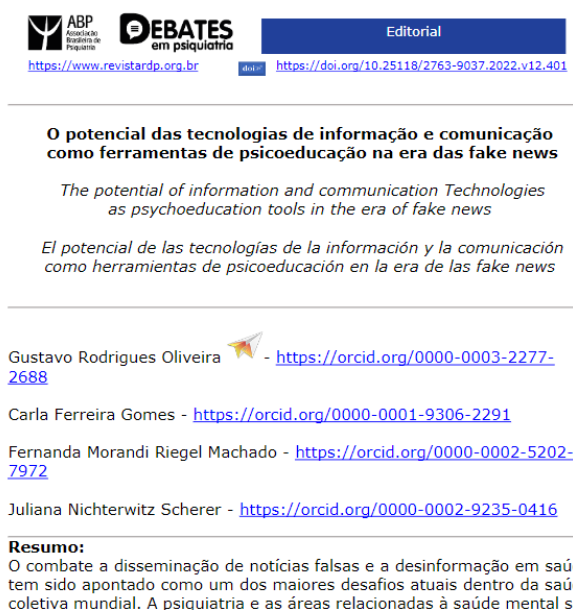 ABP
Associação
Brasileira de
Psiquiatria
DEBATES
em psiquiatria
Editorial
https://www.revistardp.org.br
doi
https://doi.org/10.25118/2763-9037.2022.v12.401
O potencial das tecnologias de informação e comunicação
como ferramentas de psicoeducação na era das fake news
The potential of information and communication Technologies
as psychoeducation tools in the era of fake news
El potencial de las tecnologías de la información y la comunicación
como herramientas de psicoeducación en la era de las fake news
Gustavo Rodrigues Oliveira - https://orcid.org/0000-0003-2277-
2688
Carla Ferreira Gomes - https://orcid.org/0000-0001-9306-2291
Fernanda Morandi Riegel Machado - https://orcid.org/0000-0002-5202-
7972
Juliana Nichterwitz Scherer - https://orcid.org/0000-0002-9235-0416
Resumo:
O combate a disseminação de notícias falsas e a desinformação em saú
tem sido apontado como um dos maiores desafios atuais dentro da saú
coletiva mundial. A psiquiatria e as áreas relacionadas à saúde mental s